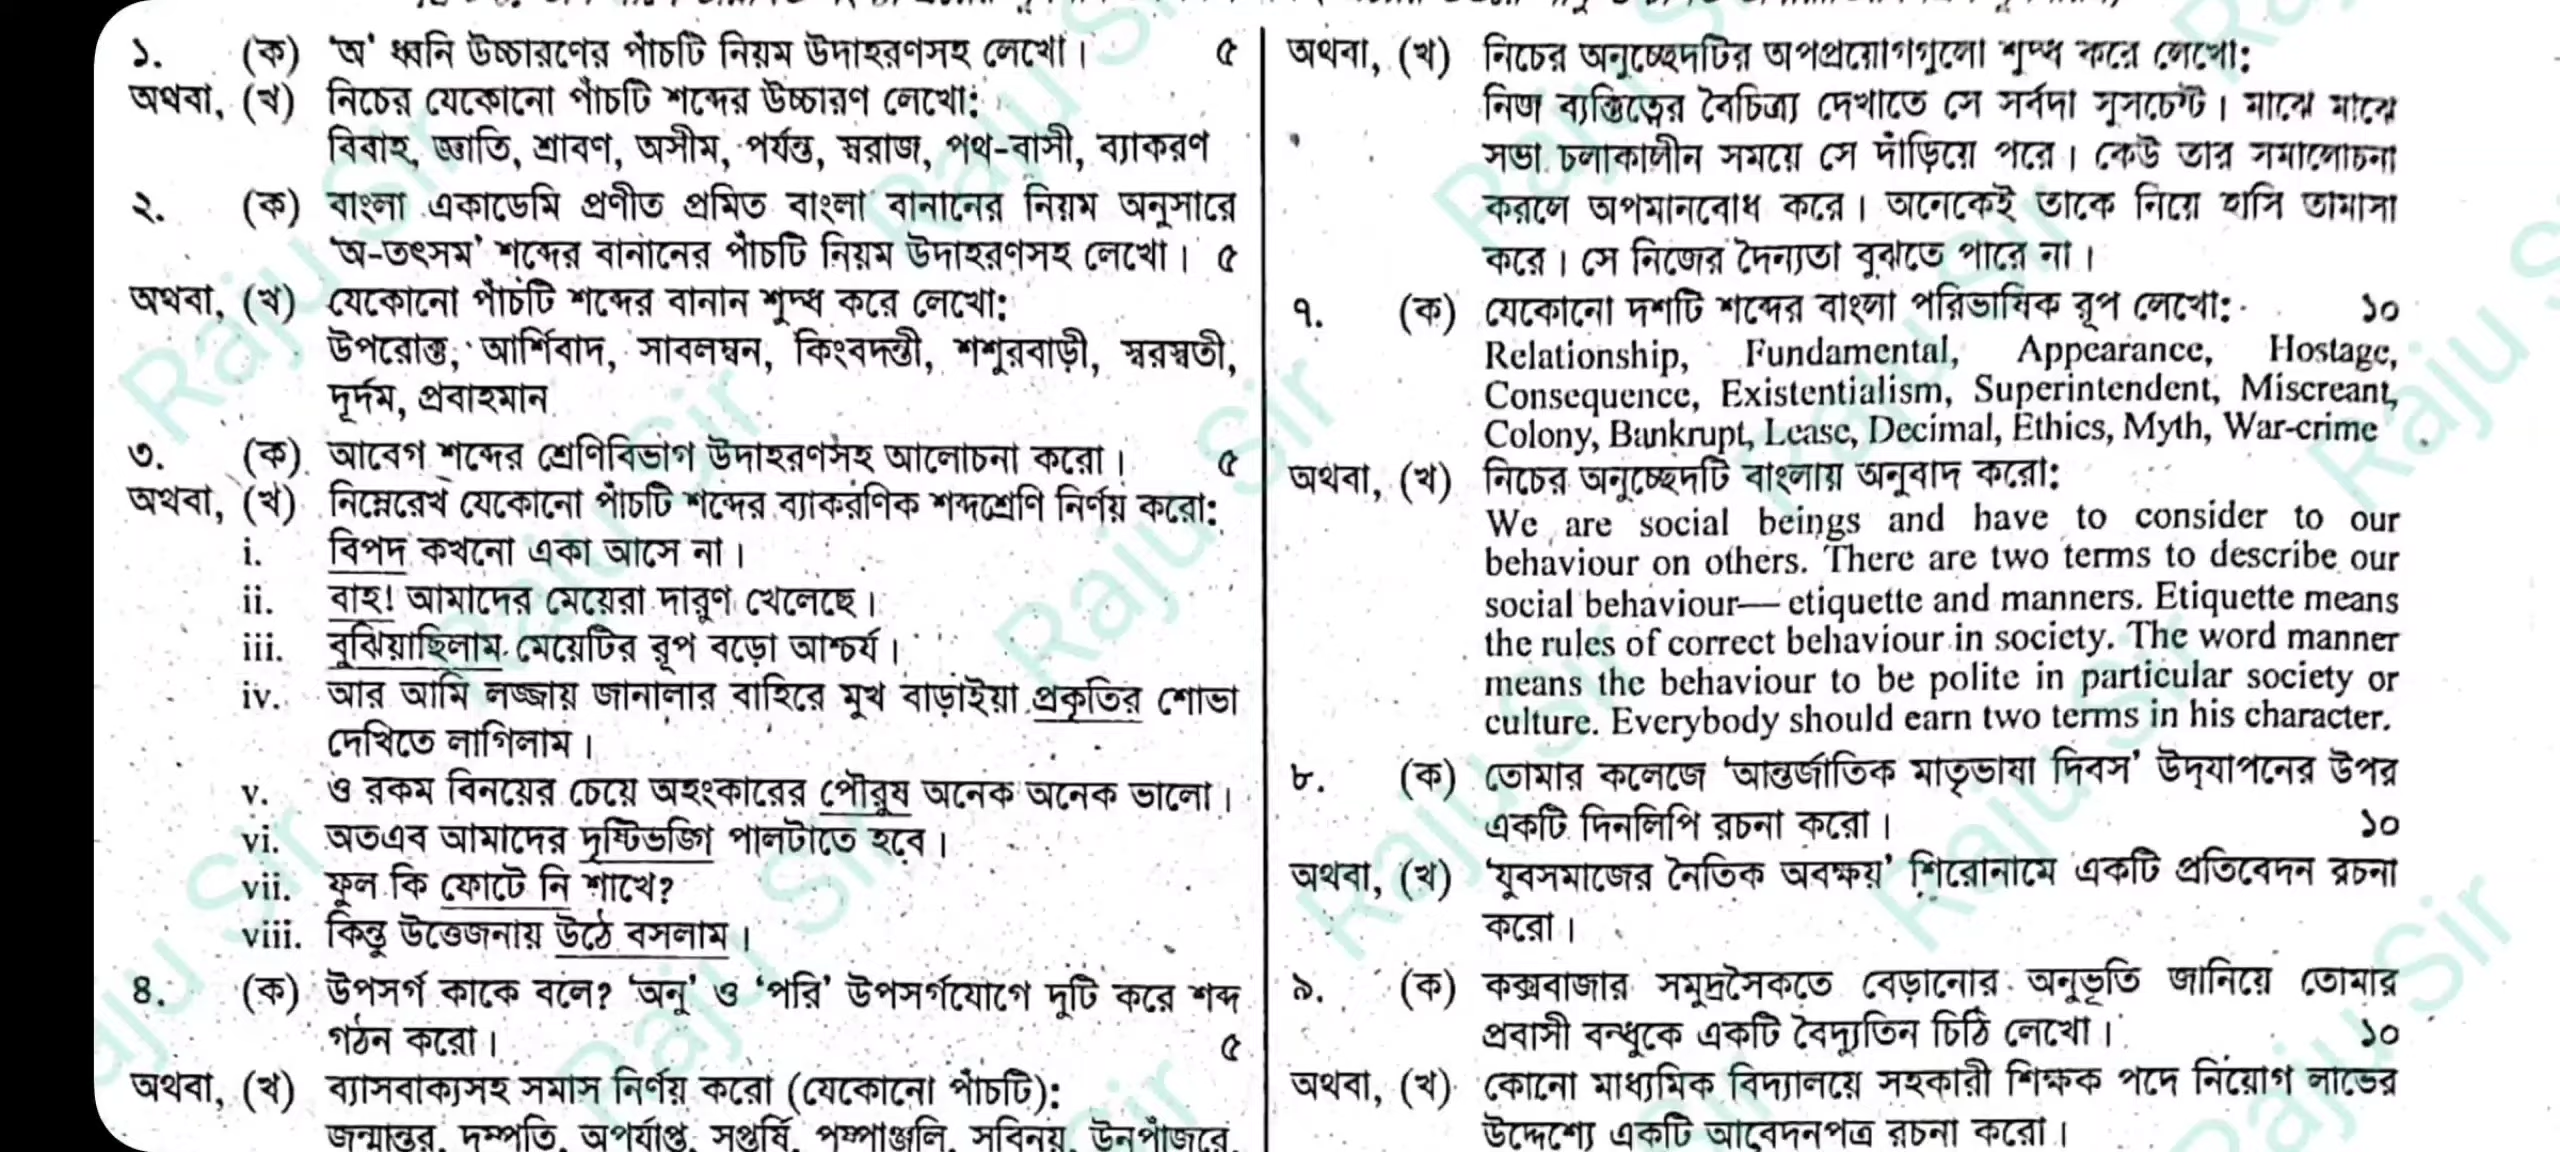 ১. (ক) 'অ' ধ্বনি উচ্চারণের পাঁচটি নিয়ম উদাহরণসহ লেখো। ৫
অথবা, (খ) নিচের যেকোনো পাঁচটি শব্দের উচ্চারণ লেখো:
বিবাহ, জ্ঞাতি, শ্রাবণ, অসীম, পর্যন্ত, স্বরাজ, পথ-বাসী, ব্যাকরণ
২. (ক) বাংলা একাডেমি প্রণীত প্রমিত বাংলা বানানের নিয়ম অনুসারে
'অ-তৎসম' শব্দের বানানের পাঁচটি নিয়ম উদাহরণসহ লেখো। ৫
অথবা, (খ) যেকোনো পাঁচটি শব্দের বানান শুদ্ধ করে লেখো:
উপরোক্ত, আর্শিবাদ, সাবলম্বন, কিংবদন্তী, শশুরবাড়ী, স্বরস্বতী,
দূর্দম, প্রবাহমান
৩. (ক) আবেগ শব্দের শ্রেণিবিভাগ উদাহরণসহ আলোচনা করো। ৫
অথবা, (খ) নিম্নরেখ যেকোনো পাঁচটি শব্দের ব্যাকরণিক শব্দশ্রেণি নির্ণয় করো:
i. বিপদ কখনো একা আসে না।
ii. বাহ! আমাদের মেয়েরা দারুণ খেলেছে।
iii. বুঝিয়াছিলাম মেয়েটির রূপ বড়ো আশ্চর্য।
iv. আর আমি লজ্জায় জানালার বাহিরে মুখ বাড়াইয়া প্রকৃতির শোভা
দেখিতে লাগিলাম।
v. ও রকম বিনয়ের চেয়ে অহংকারের পৌরুষ অনেক অনেক ভালো।
vi. অতএব আমাদের দৃষ্টিভঙ্গি পালটাতে হবে।
vii. ফুল কি ফোটে নি শাখে?
viii. কিন্তু উত্তেজনায় উঠে বসলাম।
৪. (ক) উপসর্গ কাকে বলে? 'অনু' ও 'পরি' উপসর্গযোগে দুটি করে শব্দ
গঠন করো। ৫
অথবা, (খ) ব্যাসবাক্যসহ সমাস নির্ণয় করো (যেকোনো পাঁচটি):
জন্মান্তর, দম্পতি, অপর্যাপ্ত, সপ্তর্ষি, পুষ্পাঞ্জলি, সবিনয়, উনপাঁজুরে,
অথবা, (খ) নিচের অনুচ্ছেদটির অপপ্রয়োগগুলো শুদ্ধ করে লেখো:
নিজ ব্যক্তিত্বের বৈচিত্র্য দেখাতে সে সর্বদা সুসচেষ্ট। মাঝে মাঝে
সভা চলাকালীন সময়ে সে দাঁড়িয়ে পরে। কেউ তার সমালোচনা
করলে অপমানবোধ করে। অনেকেই তাকে নিয়ে হাসি তামাসা
করে। সে নিজের দৈন্যতা বুঝতে পারে না।
৭. (ক) যেকোনো দশটি শব্দের বাংলা পরিভাষিক রূপ লেখো: ১০
Relationship, Fundamental, Appearance, Hostage,
Consequence, Existentialism, Superintendent, Miscreant,
Colony, Bankrupt, Lease, Decimal, Ethics, Myth, War-crime
অথবা, (খ) নিচের অনুচ্ছেদটি বাংলায় অনুবাদ করো:
We are social beings and have to consider to our
behaviour on others. There are two terms to describe our
social behaviour— etiquette and manners. Etiquette means
the rules of correct behaviour in society. The word manner
means the behaviour to be polite in particular society or
culture. Everybody should earn two terms in his character.
৮. (ক) তোমার কলেজে 'আন্তর্জাতিক মাতৃভাষা দিবস' উদ্‌যাপনের উপর
একটি দিনলিপি রচনা করো। ১০
অথবা, (খ) 'যুবসমাজের নৈতিক অবক্ষয়' শিরোনামে একটি প্রতিবেদন রচনা
করো।
৯. (ক) কক্সবাজার সমুদ্রসৈকতে বেড়ানোর অনুভূতি জানিয়ে তোমার
প্রবাসী বন্ধুকে একটি বৈদ্যুতিন চিঠি লেখো। ১০
অথবা, (খ) কোনো মাধ্যমিক বিদ্যালয়ে সহকারী শিক্ষক পদে নিয়োগ লাভের
উদ্দেশ্যে একটি আবেদনপত্র রচনা করো।
Raju Sir